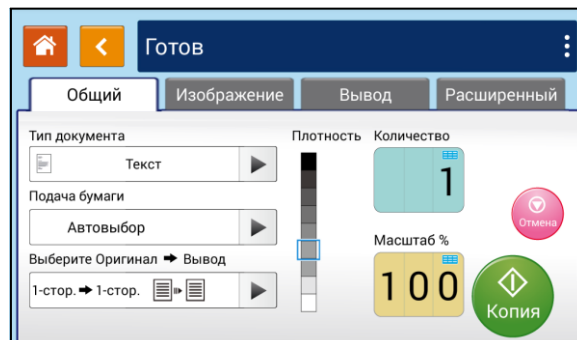 Готов
Общий
Изображение
Вывод
Расширенный
Тип документа
Текст
Подача бумаги
Автовыбор
Выберите Оригинал ➡ Вывод
1-стор. ➡ 1-стор.
Плотность
Количество
1
Масштаб %
100
Отмена
Копия